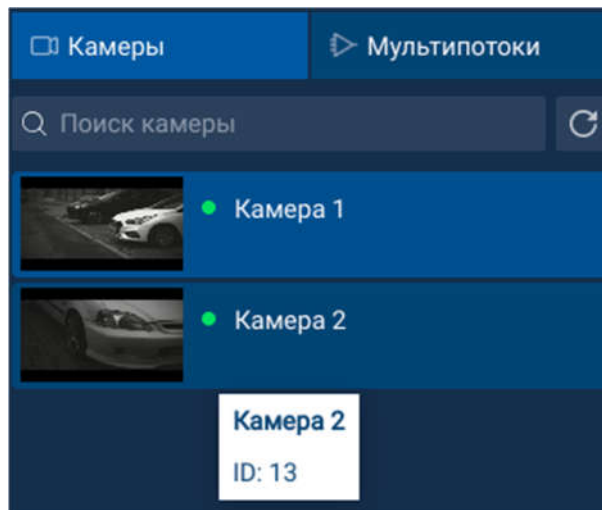 Камеры
Мультипотоки
Поиск камеры
Камера 1
Камера 2
Камера 2
ID: 13